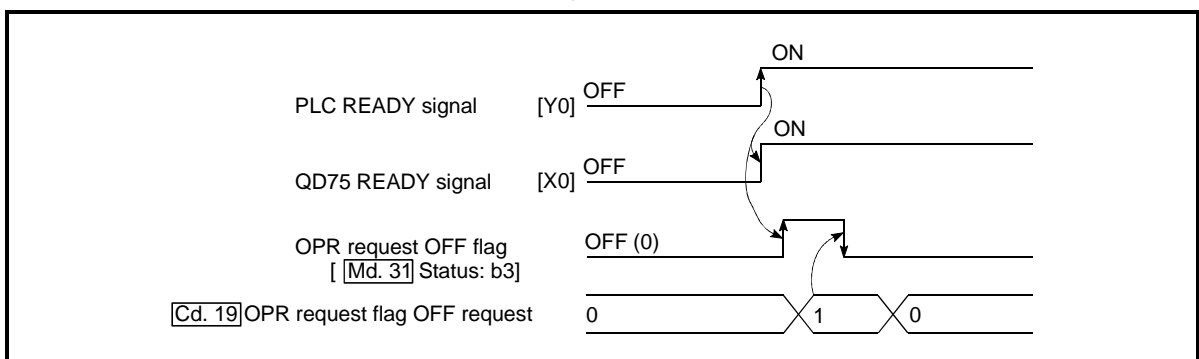 ON
OFF
PLC READY signal [Y0]
ON
OFF
QD75 READY signal [X0]
OPR request OFF flag OFF (0)
[ Md. 31 Status: b3]
Cd. 19 OPR request flag OFF request 0 1 0